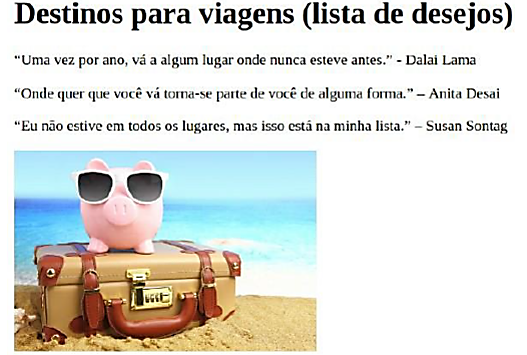 Destinos para viagens (lista de desejos)
“Uma vez por ano, vá a algum lugar onde nunca esteve antes.” - Dalai Lama
“Onde quer que você vá torna-se parte de você de alguma forma.” – Anita Desai
“Eu não estive em todos os lugares, mas isso está na minha lista.” – Susan Sontag